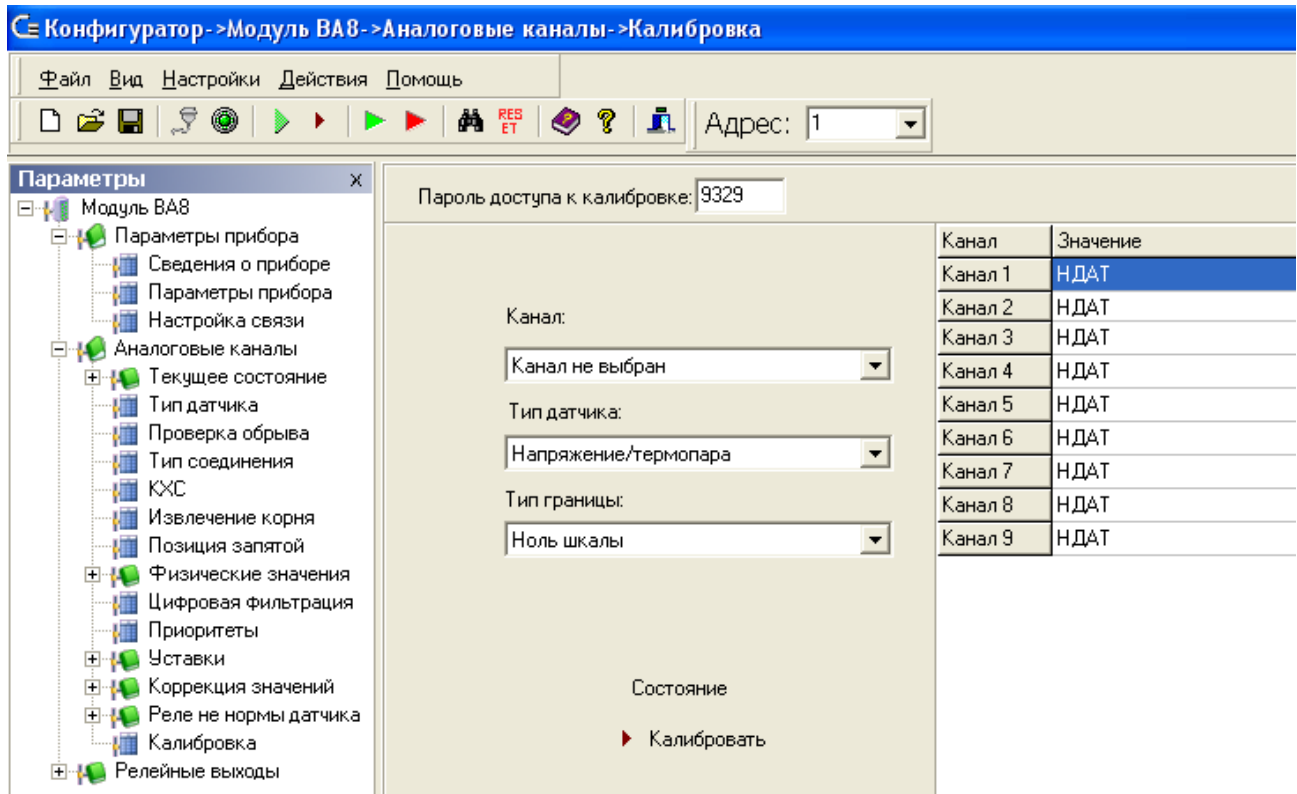 Конфигуратор->Модуль ВА8->Аналоговые каналы->Калибровка
Файл Вид Настройки Действия Помощь
RES
ET
Адрес: 1
Параметры x
Модуль ВА8
Параметры прибора
Сведения о приборе
Параметры прибора
Настройка связи
Аналоговые каналы
Текущее состояние
Тип датчика
Проверка обрыва
Тип соединения
КХС
Извлечение корня
Позиция запятой
Физические значения
Цифровая фильтрация
Приоритеты
Уставки
Коррекция значений
Реле не нормы датчика
Калибровка
Релейные выходы
Пароль доступа к калибровке: 9329
Канал:
Канал не выбран
Тип датчика:
Напряжение/термопара
Тип границы:
Ноль шкалы
Состояние
Калибровать
Канал Значение
Канал 1 НДАТ
Канал 2 НДАТ
Канал 3 НДАТ
Канал 4 НДАТ
Канал 5 НДАТ
Канал 6 НДАТ
Канал 7 НДАТ
Канал 8 НДАТ
Канал 9 НДАТ